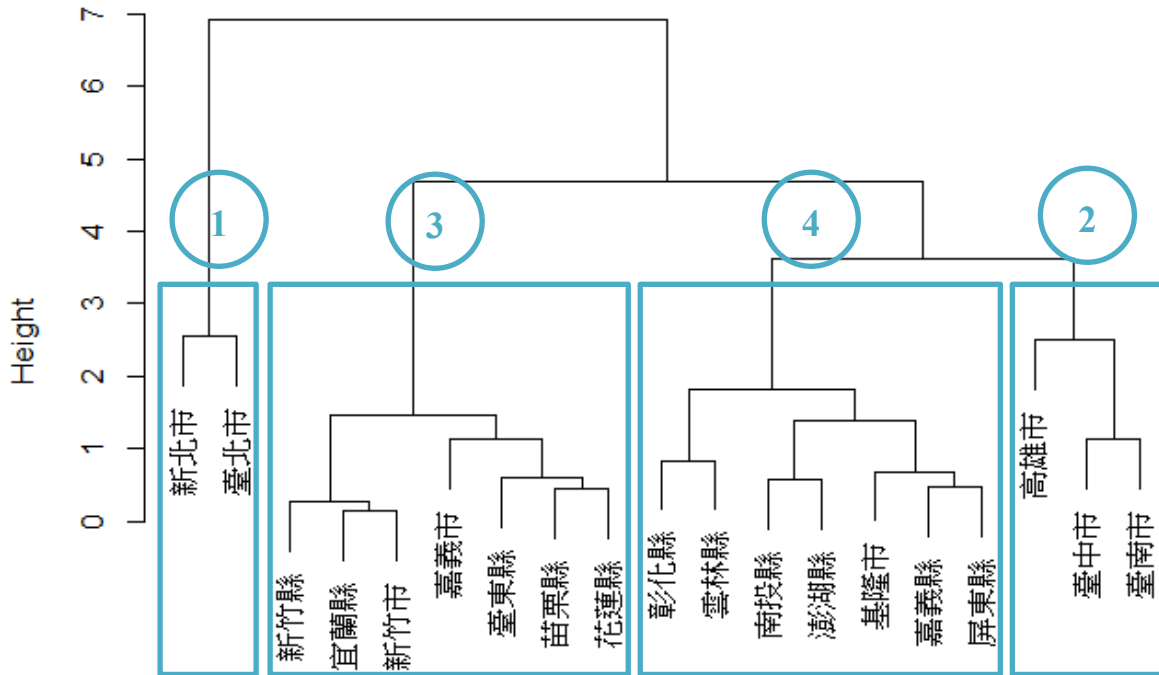 7
6
5
4
3
2
1
0
Height
1
3
4
2
新北市
臺北市
新竹縣
宜蘭縣
新竹市
嘉義市
臺東縣
苗栗縣
花蓮縣
彰化縣
雲林縣
南投縣
澎湖縣
基隆市
嘉義縣
屏東縣
高雄市
臺中市
臺南市